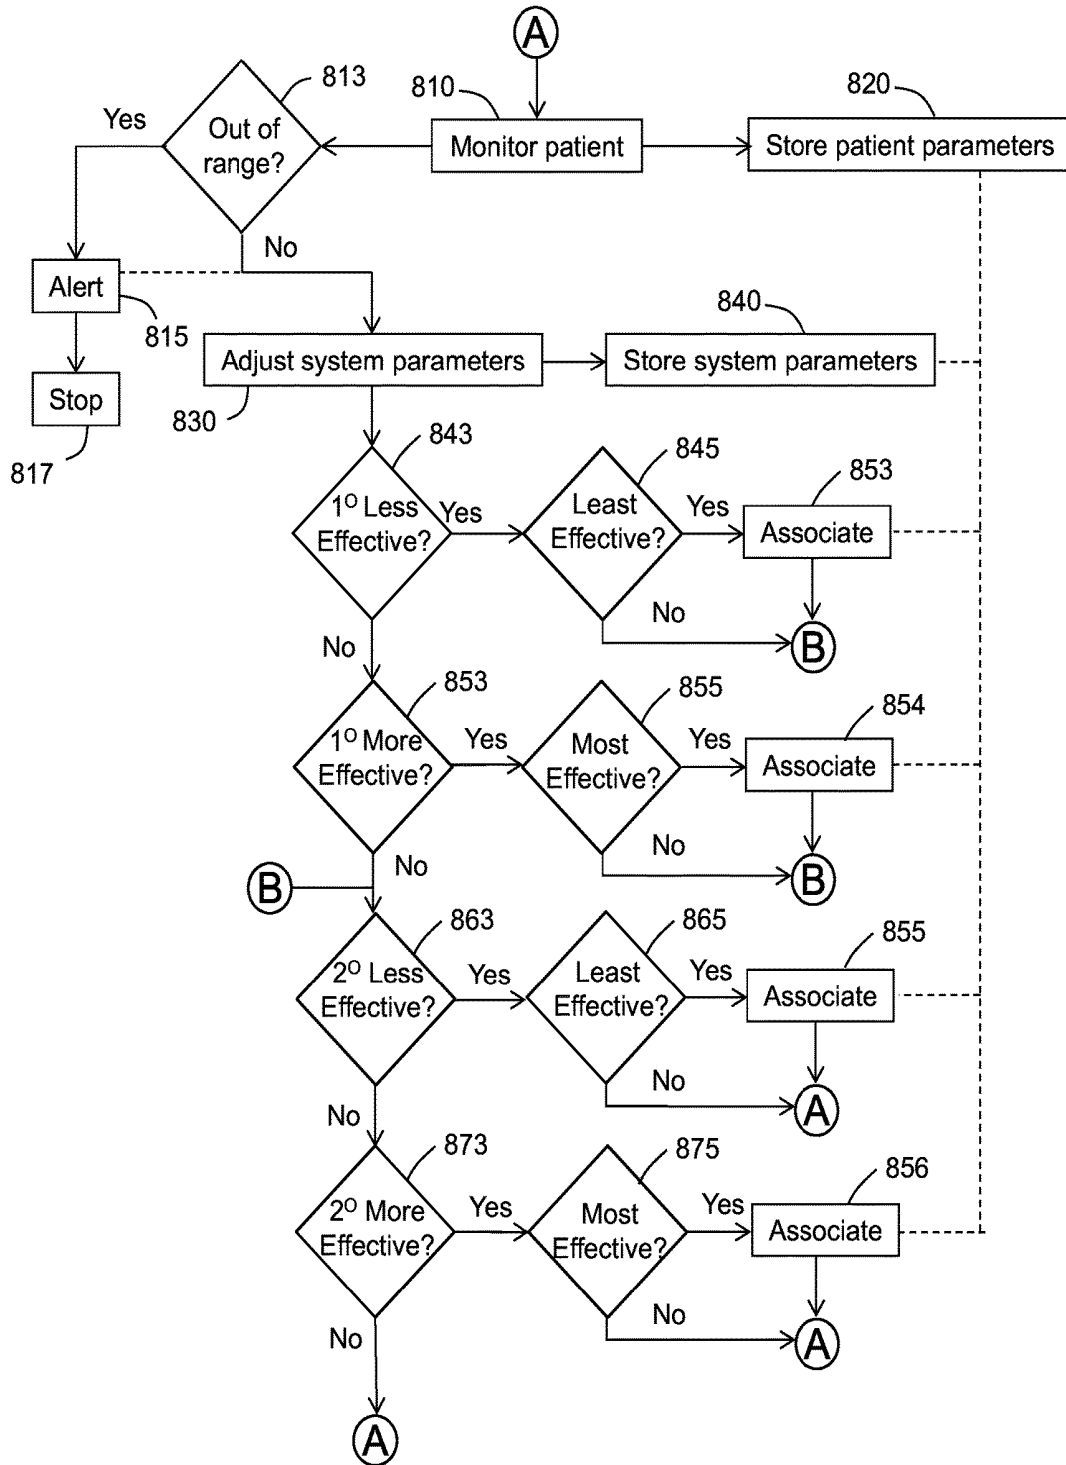 A
813
810
820
Yes
Out of
range?
Monitor patient
Store patient parameters
No
Alert
815
840
Adjust system parameters
Store system parameters
Stop
830
817
843
845
853
1º Less
Effective?
Yes
Least
Effective?
Yes
Associate
No
B
No
853
855
854
1º More
Effective?
Yes
Most
Effective?
Yes
Associate
No
B
No
B
863
865
855
2º Less
Effective?
Yes
Least
Effective?
Yes
Associate
No
A
No
873
875
856
2º More
Effective?
Yes
Most
Effective?
Yes
Associate
No
A
No
A